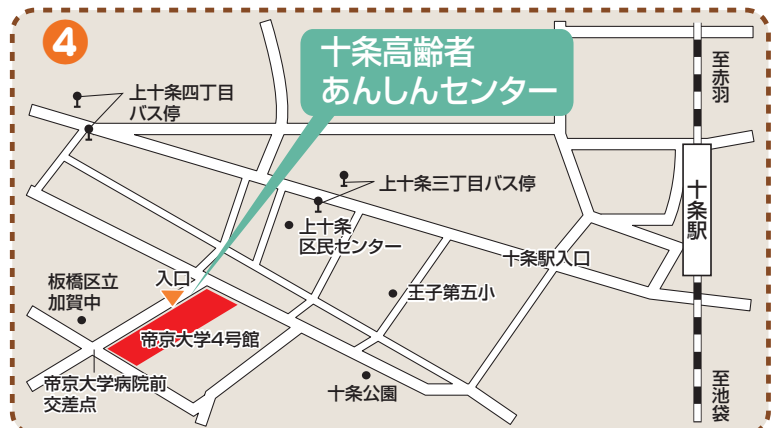 4
十条高齢者
あんしんセンター
上十条四丁目
バス停
至赤羽
上十条三丁目バス停
十条駅
上十条
区民センター
十条駅入口
板橋区立
加賀中
入口
王子第五小
帝京大学4号館
帝京大学病院前
交差点
十条公園
至池袋